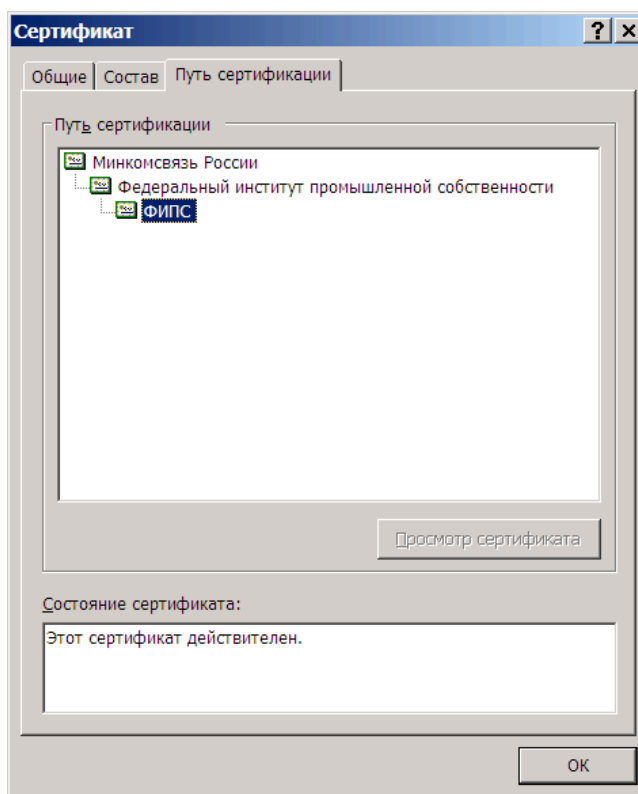 Сертификат
Общие Состав Путь сертификации
Путь сертификации
Минкомсвязь России
Федеральный институт промышленной собственности
ФИПС
Просмотр сертификата
Состояние сертификата:
Этот сертификат действителен.
ОК